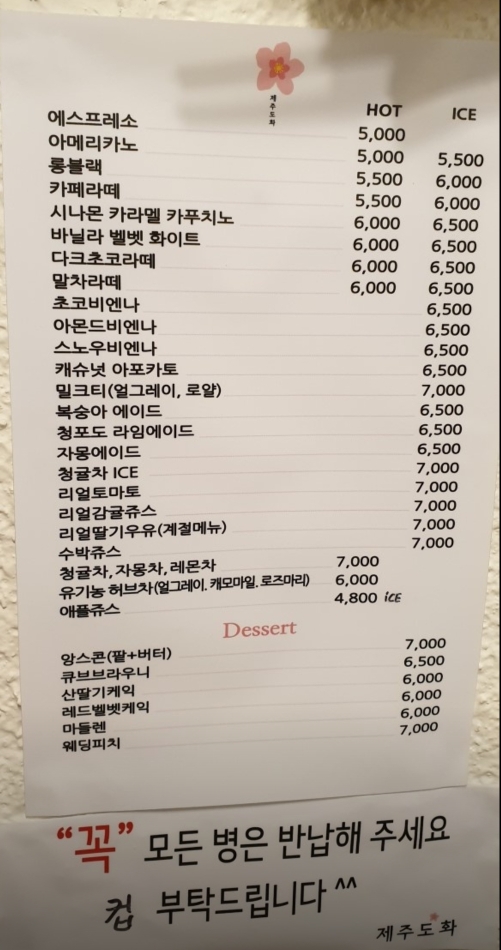 제주도화
HOT ICE
에스프레소 5,000
아메리카노 5,000 5,500
롱블랙 5,500 6,000
카페라떼 5,500 6,000
시나몬 카라멜 카푸치노 6,000 6,500
바닐라 벨벳 화이트 6,000 6,500
다크초코라떼 6,000 6,500
말차라떼 6,000 6,500
초코비엔나 6,500
아몬드비엔나 6,500
스노우비엔나 6,500
캐슈넛 아포카토 6,500
밀크티(얼그레이, 로얄) 7,000
복숭아 에이드 6,500
청포도 라임에이드 6,500
자몽에이드 6,500
청귤차 ICE 7,000
리얼토마토 7,000
리얼감귤쥬스 7,000
리얼딸기우유(계절메뉴) 7,000
수박쥬스 7,000
청귤차, 자몽차, 레몬차 7,000
유기농 허브차(얼그레이. 캐모마일. 로즈마리) 6,000
애플쥬스 4,800 iCE
Dessert
앙스콘(팥+버터) 7,000
큐브브라우니 6,500
산딸기케익 6,000
레드벨벳케익 6,000
마들렌 6,000
웨딩피치 7,000
“꼭” 모든 병은 반납해 주세요
컵 부탁드립니다 ^^
제주도화